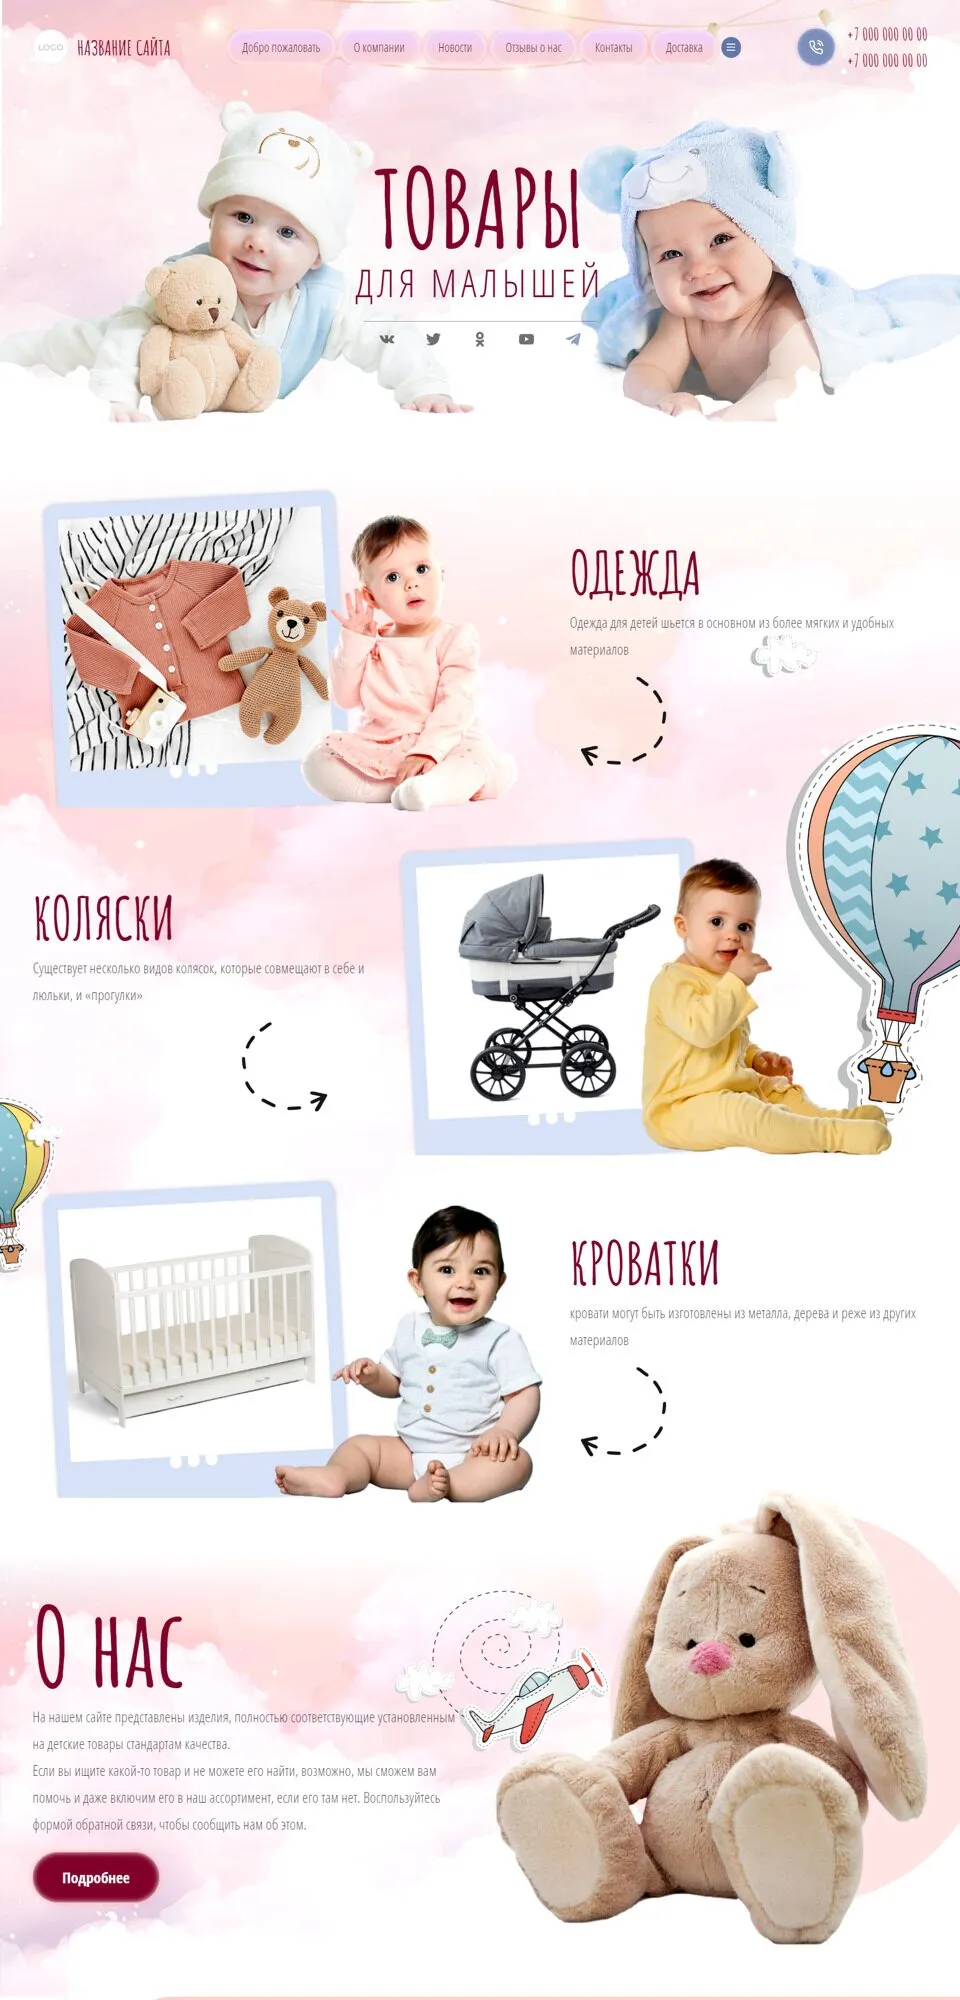 LOGO
НАЗВАНИЕ САЙТА
Добро пожаловать
О компании
Новости
Отзывы о нас
Контакты
Доставка
+7 000 000 00 00
+7 000 000 00 00
ТОВАРЫ
ДЛЯ МАЛЫШЕЙ
ОДЕЖДА
Одежда для детей шьется в основном из более мягких и удобных
материалов
КОЛЯСКИ
Существует несколько видов колясок, которые совмещают в себе и
люльки, и «прогулки»
КРОВАТКИ
кровати могут быть изготовлены из металла, дерева и реже из других
материалов
О нас
На нашем сайте представлены изделия, полностью соответствующие установленным
на детские товары стандартам качества.
Если вы ищите какой-то товар и не можете его найти, возможно, мы сможем вам
помочь и даже включим его в наш ассортимент, если его там нет. Воспользуйтесь
формой обратной связи, чтобы сообщить нам об этом.
Подробнее